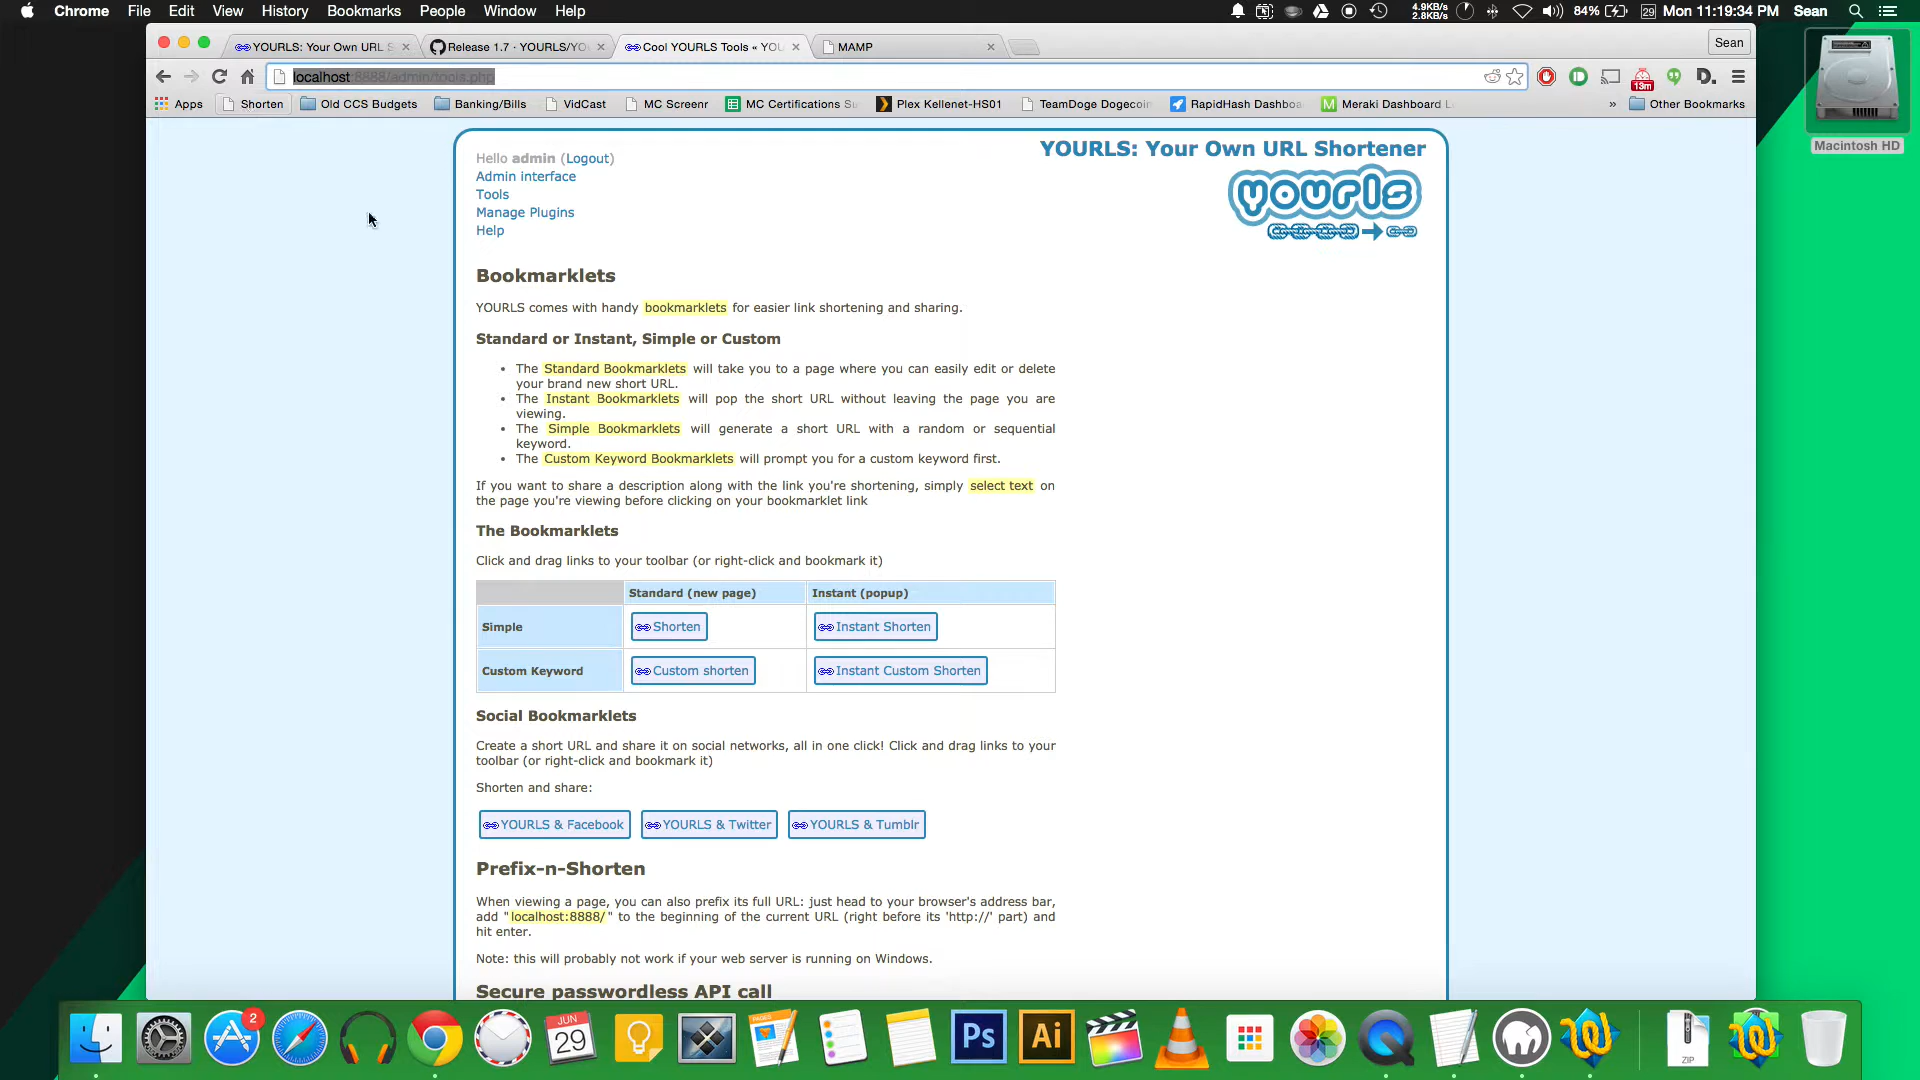 Chrome File Edit View History Bookmarks People Window Help
4.9KB/s
2.8KB/s
84%
29
Mon 11:19:34 PM Sean
YOURLS: Your Own URL S
Release 1.7 · YOURLS/YO
Cool YOURLS Tools « YOU
MAMP
Sean
localhost:8888/admin/tools.php
13m
Apps
Shorten
Old CCS Budgets
Banking/Bills
VidCast
MC Screenr
MC Certifications Su
Plex Kellenet-HS01
TeamDoge Dogecoin
RapidHash Dashboa
Meraki Dashboard L
»
Other Bookmarks
Macintosh HD
Hello admin (Logout)
Admin interface
Tools
Manage Plugins
Help
YOURLS: Your Own URL Shortener
yourls
Bookmarklets
YOURLS comes with handy bookmarklets for easier link shortening and sharing.
Standard or Instant, Simple or Custom
• The Standard Bookmarklets will take you to a page where you can easily edit or delete
your brand new short URL.
• The Instant Bookmarklets will pop the short URL without leaving the page you are
viewing.
• The Simple Bookmarklets will generate a short URL with a random or sequential
keyword.
• The Custom Keyword Bookmarklets will prompt you for a custom keyword first.
If you want to share a description along with the link you're shortening, simply select text on
the page you're viewing before clicking on your bookmarklet link
The Bookmarklets
Click and drag links to your toolbar (or right-click and bookmark it)
Standard (new page) Instant (popup)
Simple Shorten Instant Shorten
Custom Keyword Custom shorten Instant Custom Shorten
Social Bookmarklets
Create a short URL and share it on social networks, all in one click! Click and drag links to your
toolbar (or right-click and bookmark it)
Shorten and share:
YOURLS & Facebook YOURLS & Twitter YOURLS & Tumblr
Prefix-n-Shorten
When viewing a page, you can also prefix its full URL: just head to your browser's address bar,
add "localhost:8888/" to the beginning of the current URL (right before its 'http://' part) and
hit enter.
Note: this will probably not work if your web server is running on Windows.
Secure passwordless API call
2
JUN
29
PAGES
Ps
Ai
ZIP